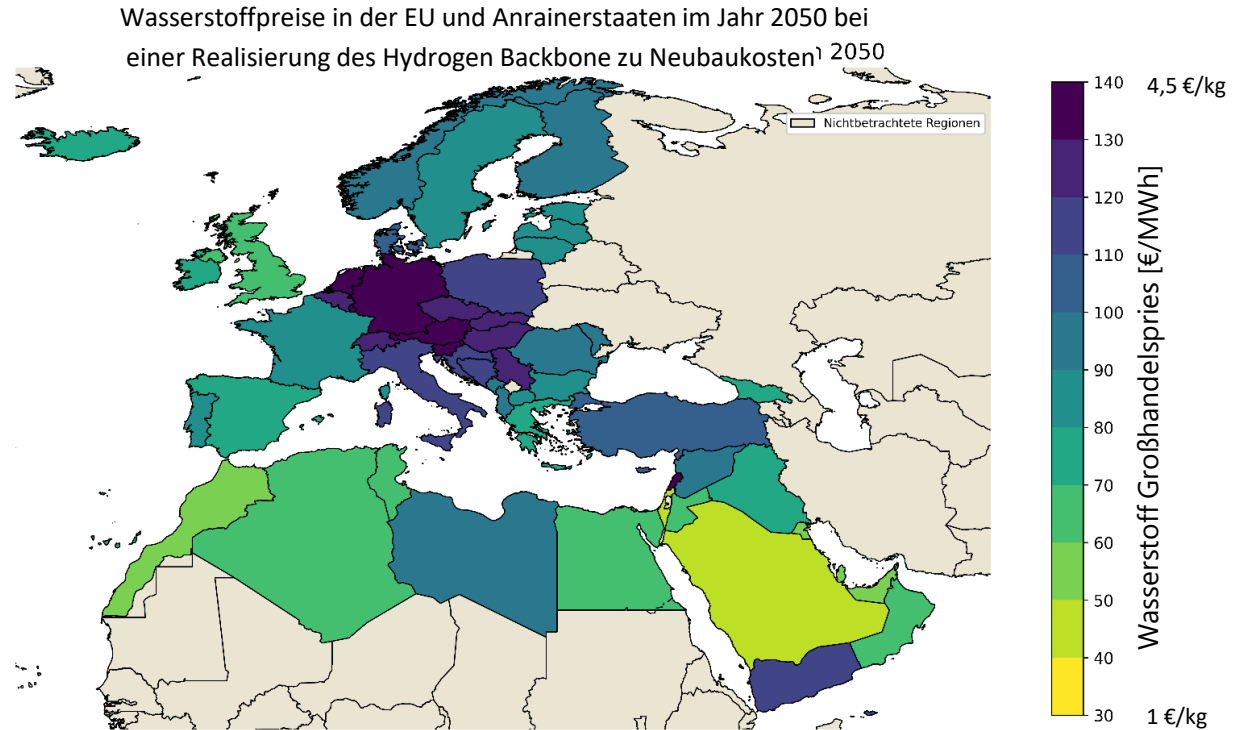 Wasserstoffpreise in der EU und Anrainerstaaten im Jahr 2050 bei
einer Realisierung des Hydrogen Backbone zu Neubaukosten 2050
Nichtbetrachtete Regionen
140 4,5 €/kg
130
120
110
100
90
80
70
60
50
40
30 1 €/kg
Wasserstoff Großhandelspries [€/MWh]